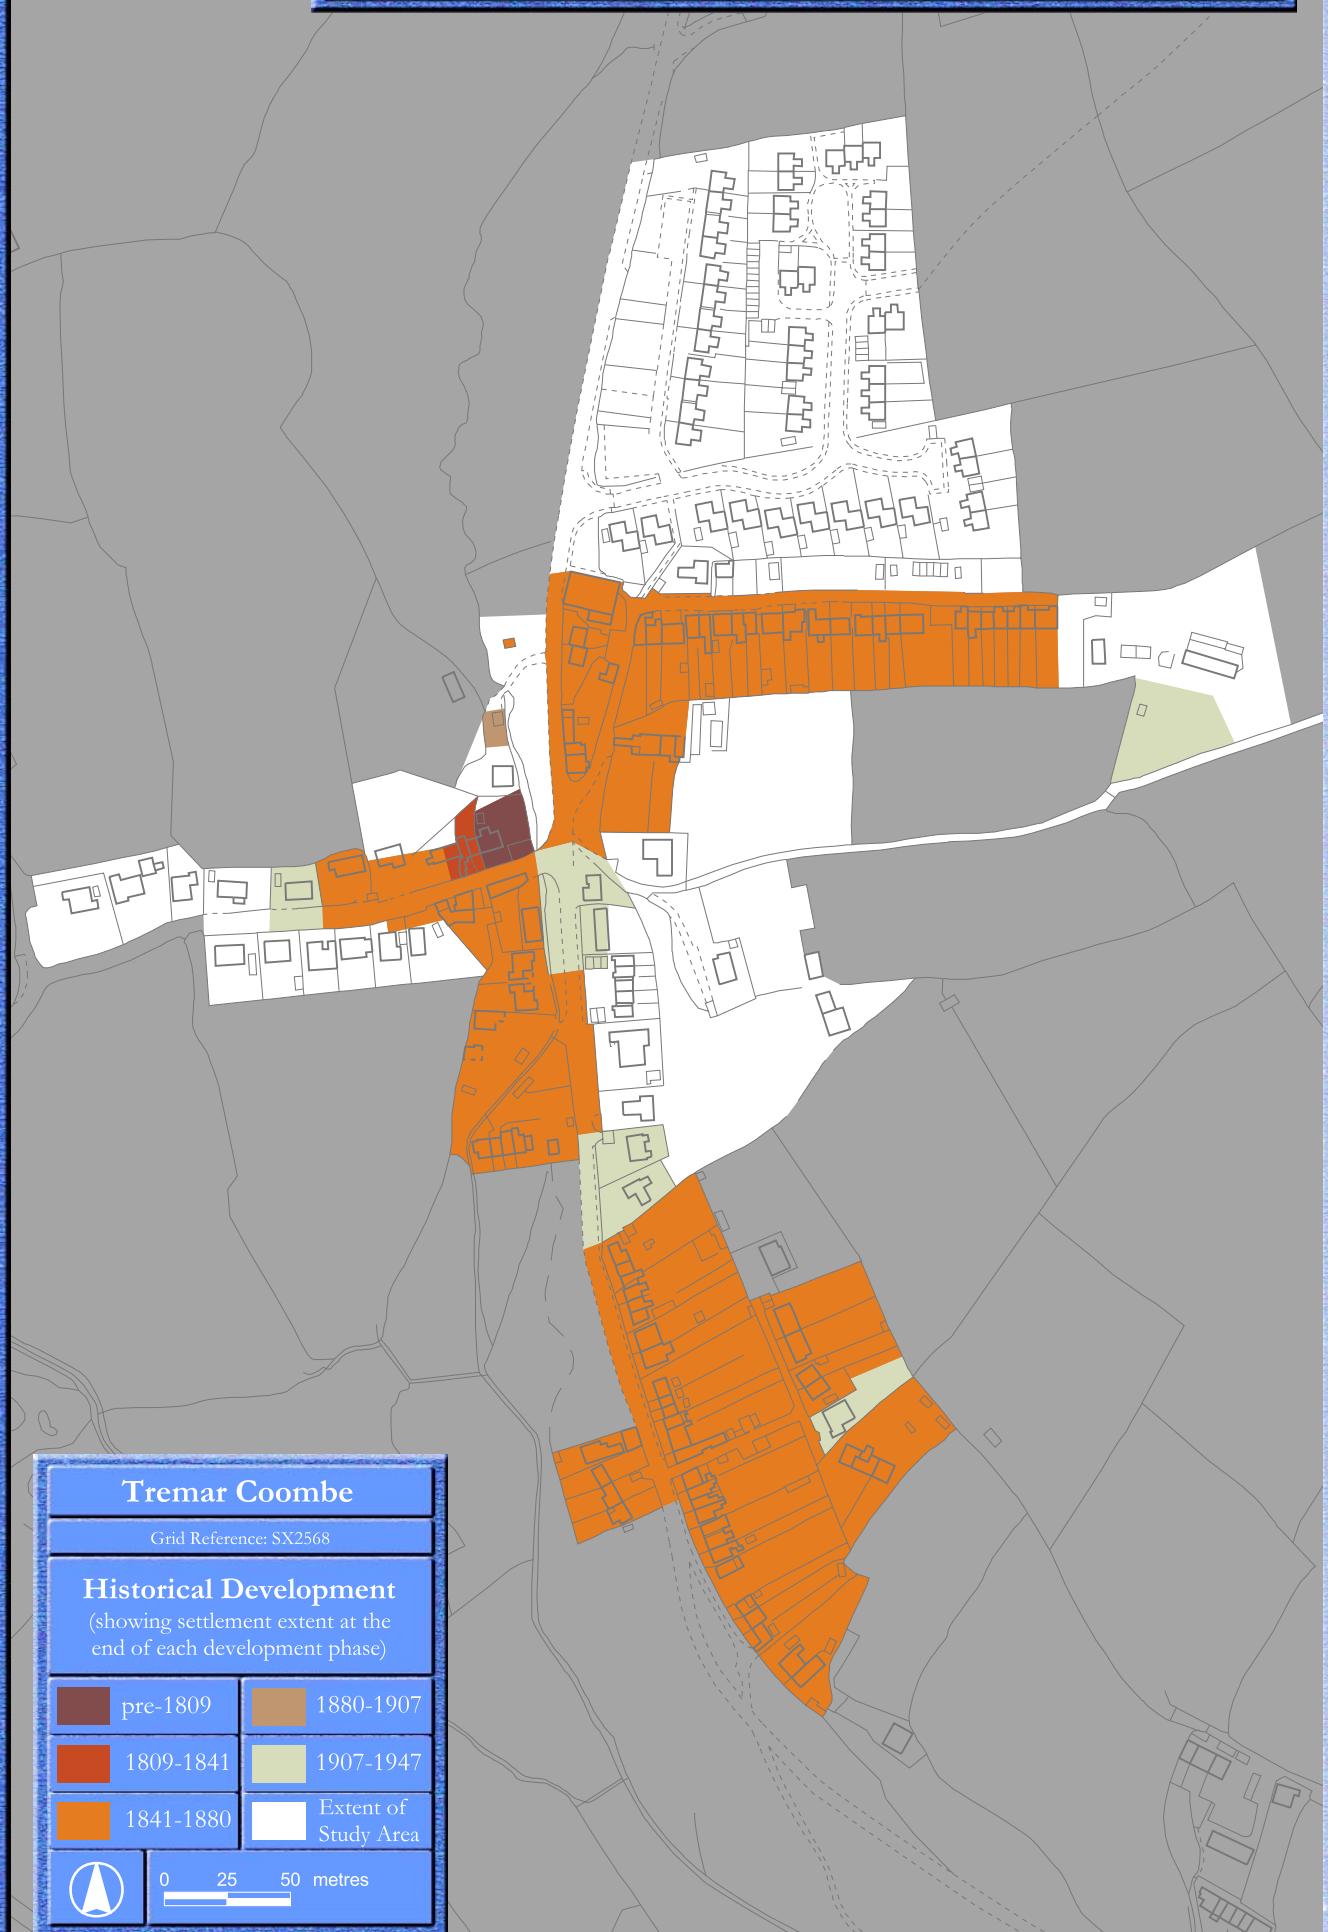 Tremar Coombe
Grid Reference: SX2568
Historical Development
(showing settlement extent at the
end of each development phase)
pre-1809
1880-1907
1809-1841
1907-1947
1841-1880
Extent of
Study Area
0 25 50 metres